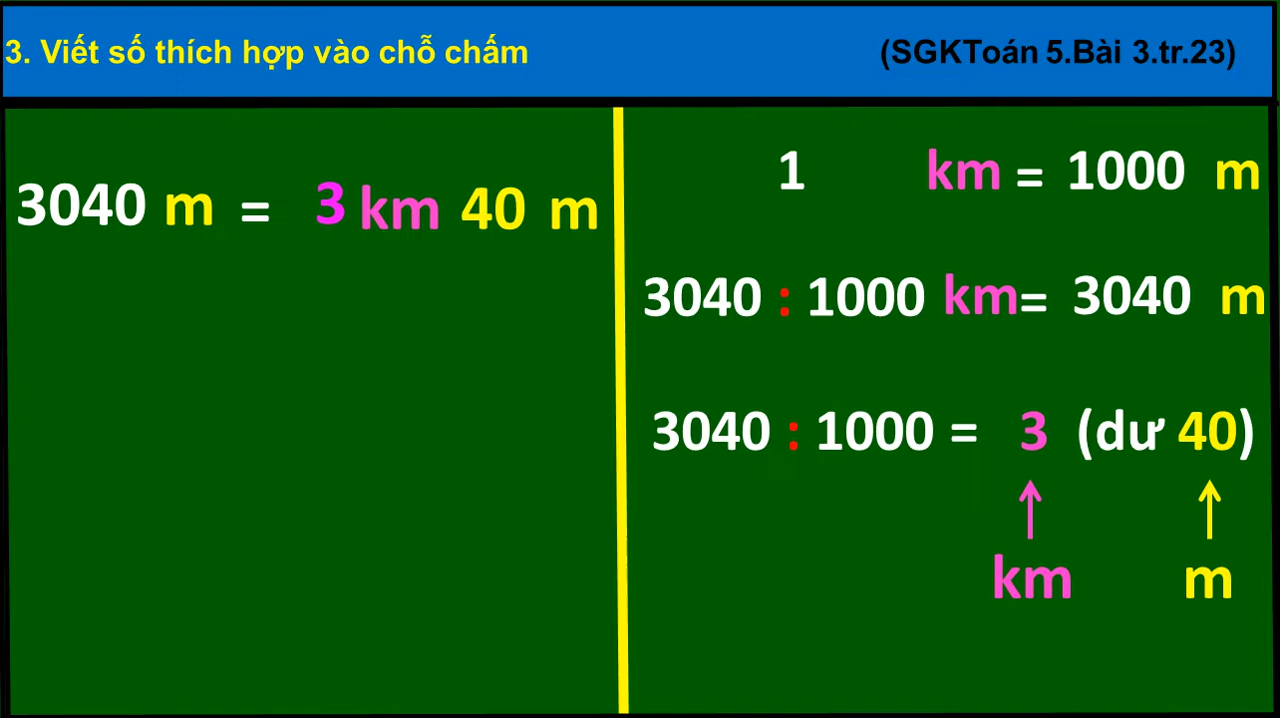 3. Viết số thích hợp vào chỗ chấm (SGKToán 5.Bài 3.tr.23)
3040 m = 3 km 40 m
1 km = 1000 m
3040 : 1000 km= 3040 m
3040 : 1000 = 3 (dư 40)
km m